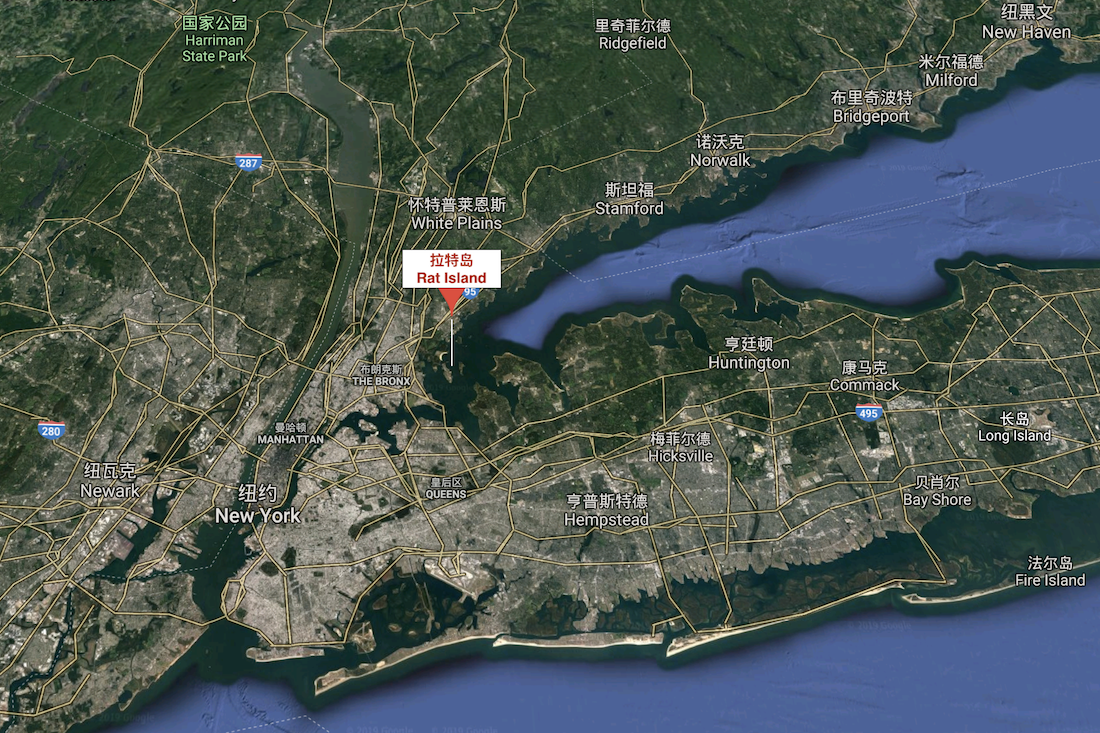 国家公园
Harriman
State Park
里奇菲尔德
Ridgefield
纽黑文
New Haven
米尔福德
Milford
布里奇波特
Bridgeport
诺沃克
Norwalk
287
斯坦福
Stamford
怀特普莱恩斯
White Plains
拉特岛
Rat Island
95
亨廷顿
Huntington
布朗克斯
THE BRONX
康马克
Commack
495
280
曼哈顿
MANHATTAN
长岛
Long Island
梅菲尔德
Hicksville
纽瓦克
Newark
皇后区
QUEENS
贝肖尔
Bay Shore
纽约
New York
亨普斯特德
Hempstead
法尔岛
Fire Island